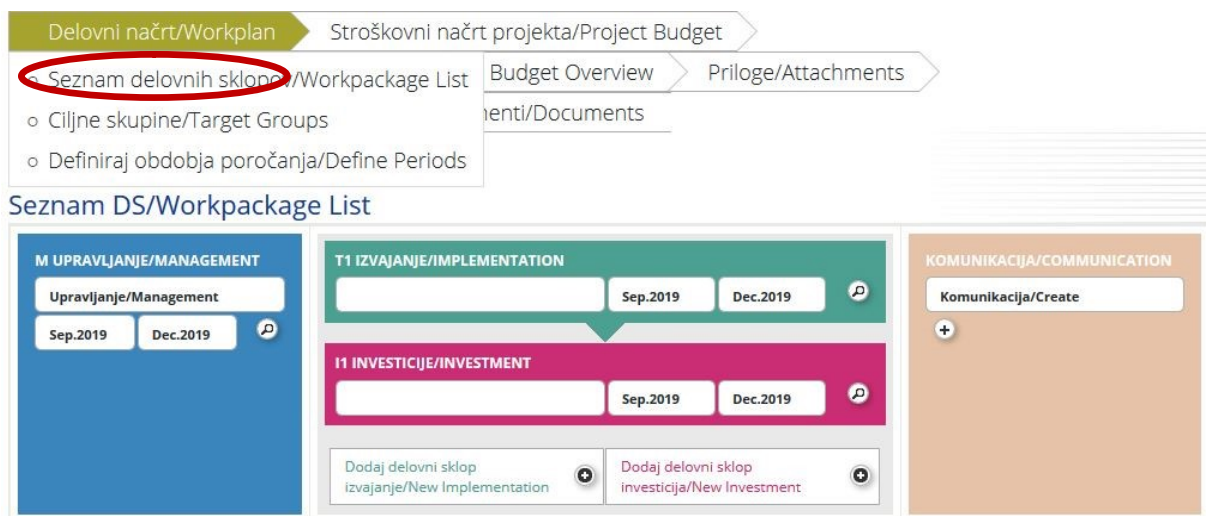 Delovni načrt/Workplan
Stroškovni načrt projekta/Project Budget
Seznam delovnih sklopov/Workpackage List
Budget Overview
Priloge/Attachments
Ciljne skupine/Target Groups
enti/Documents
Definiraj obdobja poročanja/Define Periods
Seznam DS/Workpackage List
M UPRAVLJANJE/MANAGEMENT
Upravljanje/Management
Sep.2019
Dec.2019
T1 IZVAJANJE/IMPLEMENTATION
Sep.2019
Dec.2019
I1 INVESTICIJE/INVESTMENT
Sep.2019
Dec.2019
Dodaj delovni sklop
izvajanje/New Implementation
Dodaj delovni sklop
investicija/New Investment
KOMUNIKACIJA/COMMUNICATION
Komunikacija/Create